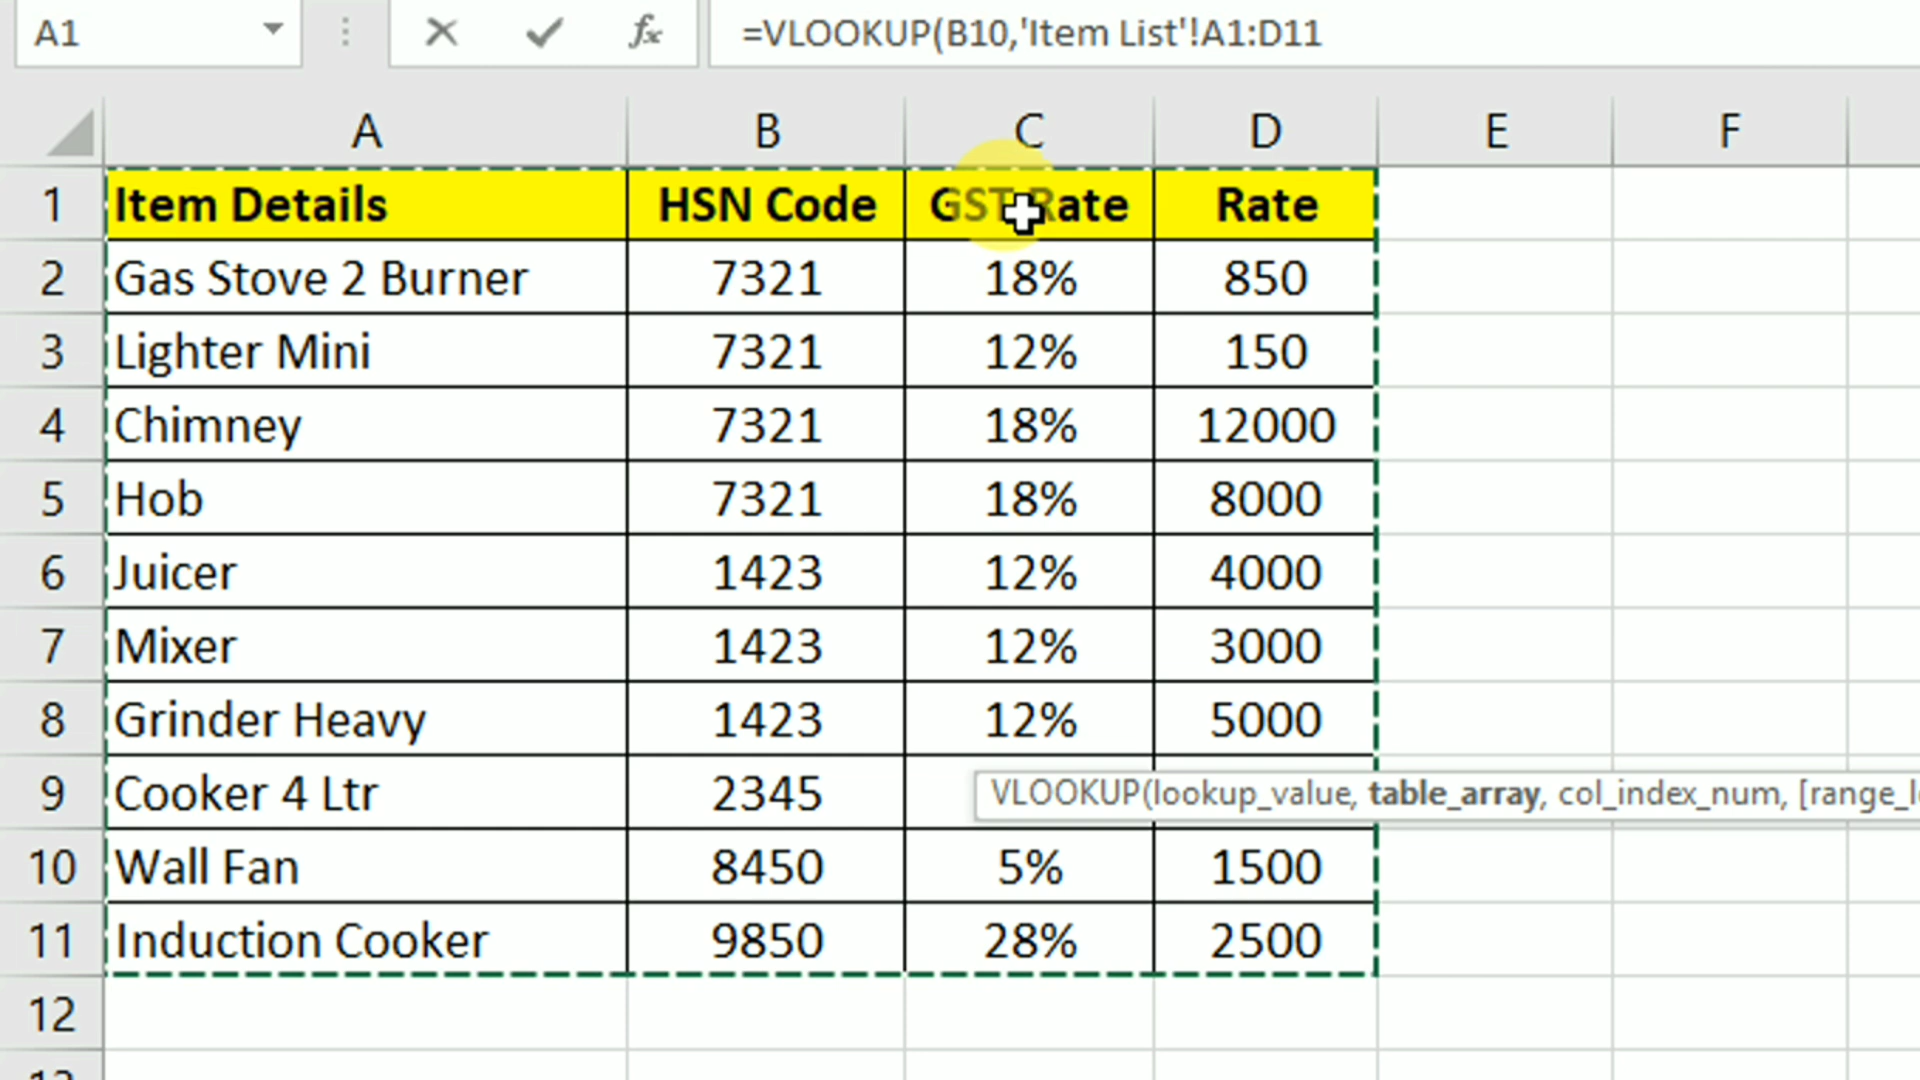 A1 fx =VLOOKUP(B10,'Item List'!A1:D11
A B C D E F
1 Item Details HSN Code GST Rate Rate
2 Gas Stove 2 Burner 7321 18% 850
3 Lighter Mini 7321 12% 150
4 Chimney 7321 18% 12000
5 Hob 7321 18% 8000
6 Juicer 1423 12% 4000
7 Mixer 1423 12% 3000
8 Grinder Heavy 1423 12% 5000
9 Cooker 4 Ltr 2345 VLOOKUP(lookup_value, table_array, col_index_num, [range_l
10 Wall Fan 8450 5% 1500
11 Induction Cooker 9850 28% 2500
12